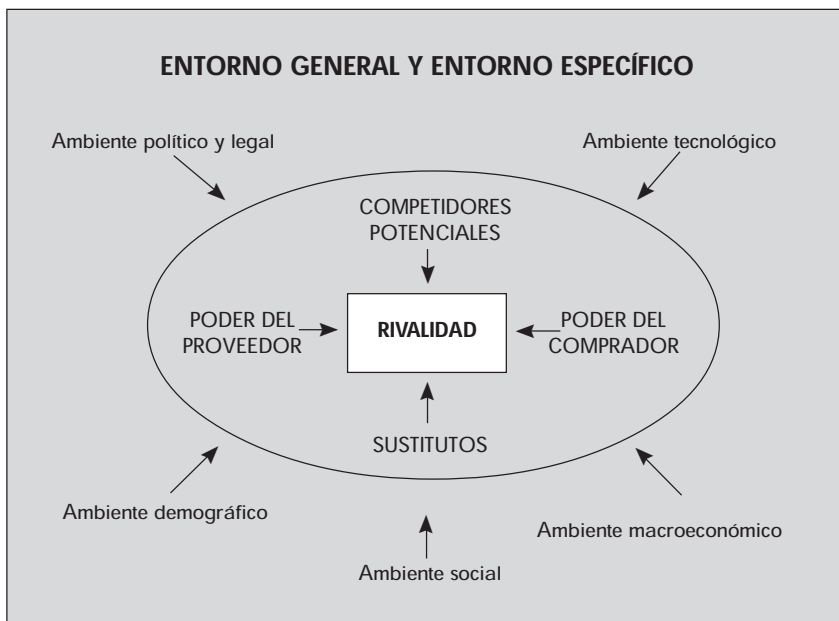 ENTORNO GENERAL Y ENTORNO ESPECÍFICO
Ambiente político y legal
Ambiente tecnológico
COMPETIDORES
POTENCIALES
PODER DEL
PROVEEDOR
RIVALIDAD
PODER DEL
COMPRADOR
SUSTITUTOS
Ambiente demográfico
Ambiente macroeconómico
Ambiente social